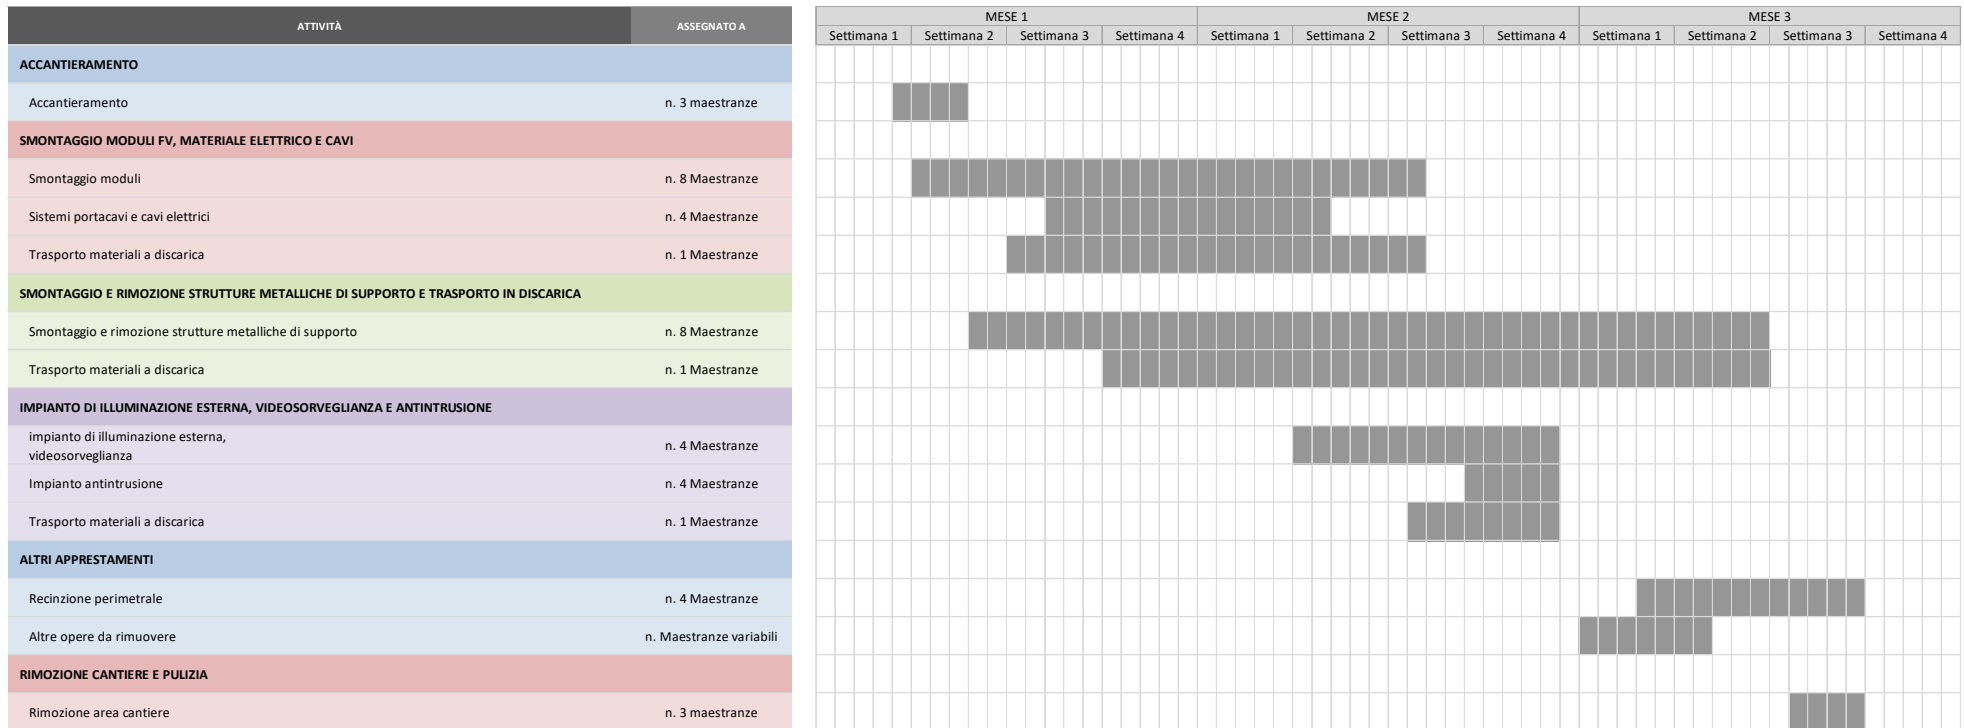 ATTIVITÀ ASSEGNATO A MESE 1 MESE 2 MESE 3
Settimana 1 Settimana 2 Settimana 3 Settimana 4 Settimana 1 Settimana 2 Settimana 3 Settimana 4 Settimana 1 Settimana 2 Settimana 3 Settimana 4
ACCANTIERAMENTO
Accantieramento n. 3 maestranze
SMONTAGGIO MODULI FV, MATERIALE ELETTRICO E CAVI
Smontaggio moduli n. 8 Maestranze
Sistemi portacavi e cavi elettrici n. 4 Maestranze
Trasporto materiali a discarica n. 1 Maestranze
SMONTAGGIO E RIMOZIONE STRUTTURE METALLICHE DI SUPPORTO E TRASPORTO IN DISCARICA
Smontaggio e rimozione strutture metalliche di supporto n. 8 Maestranze
Trasporto materiali a discarica n. 1 Maestranze
IMPIANTO DI ILLUMINAZIONE ESTERNA, VIDEOSORVEGLIANZA E ANTINTRUSIONE
impianto di illuminazione esterna,
videosorveglianza n. 4 Maestranze
Impianto antintrusione n. 4 Maestranze
Trasporto materiali a discarica n. 1 Maestranze
ALTRI APPRESTAMENTI
Recinzione perimetrale n. 4 Maestranze
Altre opere da rimuovere n. Maestranze variabili
RIMOZIONE CANTIERE E PULIZIA
Rimozione area cantiere n. 3 maestranze